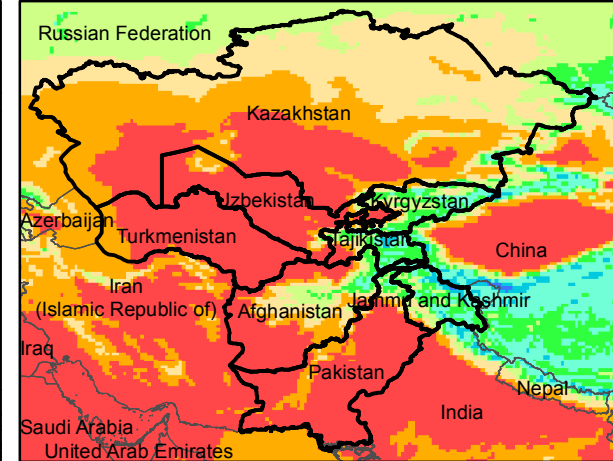 Russian Federation
Kazakhstan
Uzbekistan
Kyrgyzstan
Azerbaijan
Turkmenistan
Tajikistan
China
Iran
(Islamic Republic of)
Afghanistan
Jammu and Kashmir
Iraq
Pakistan
Nepal
India
Saudi Arabia
United Arab Emirates